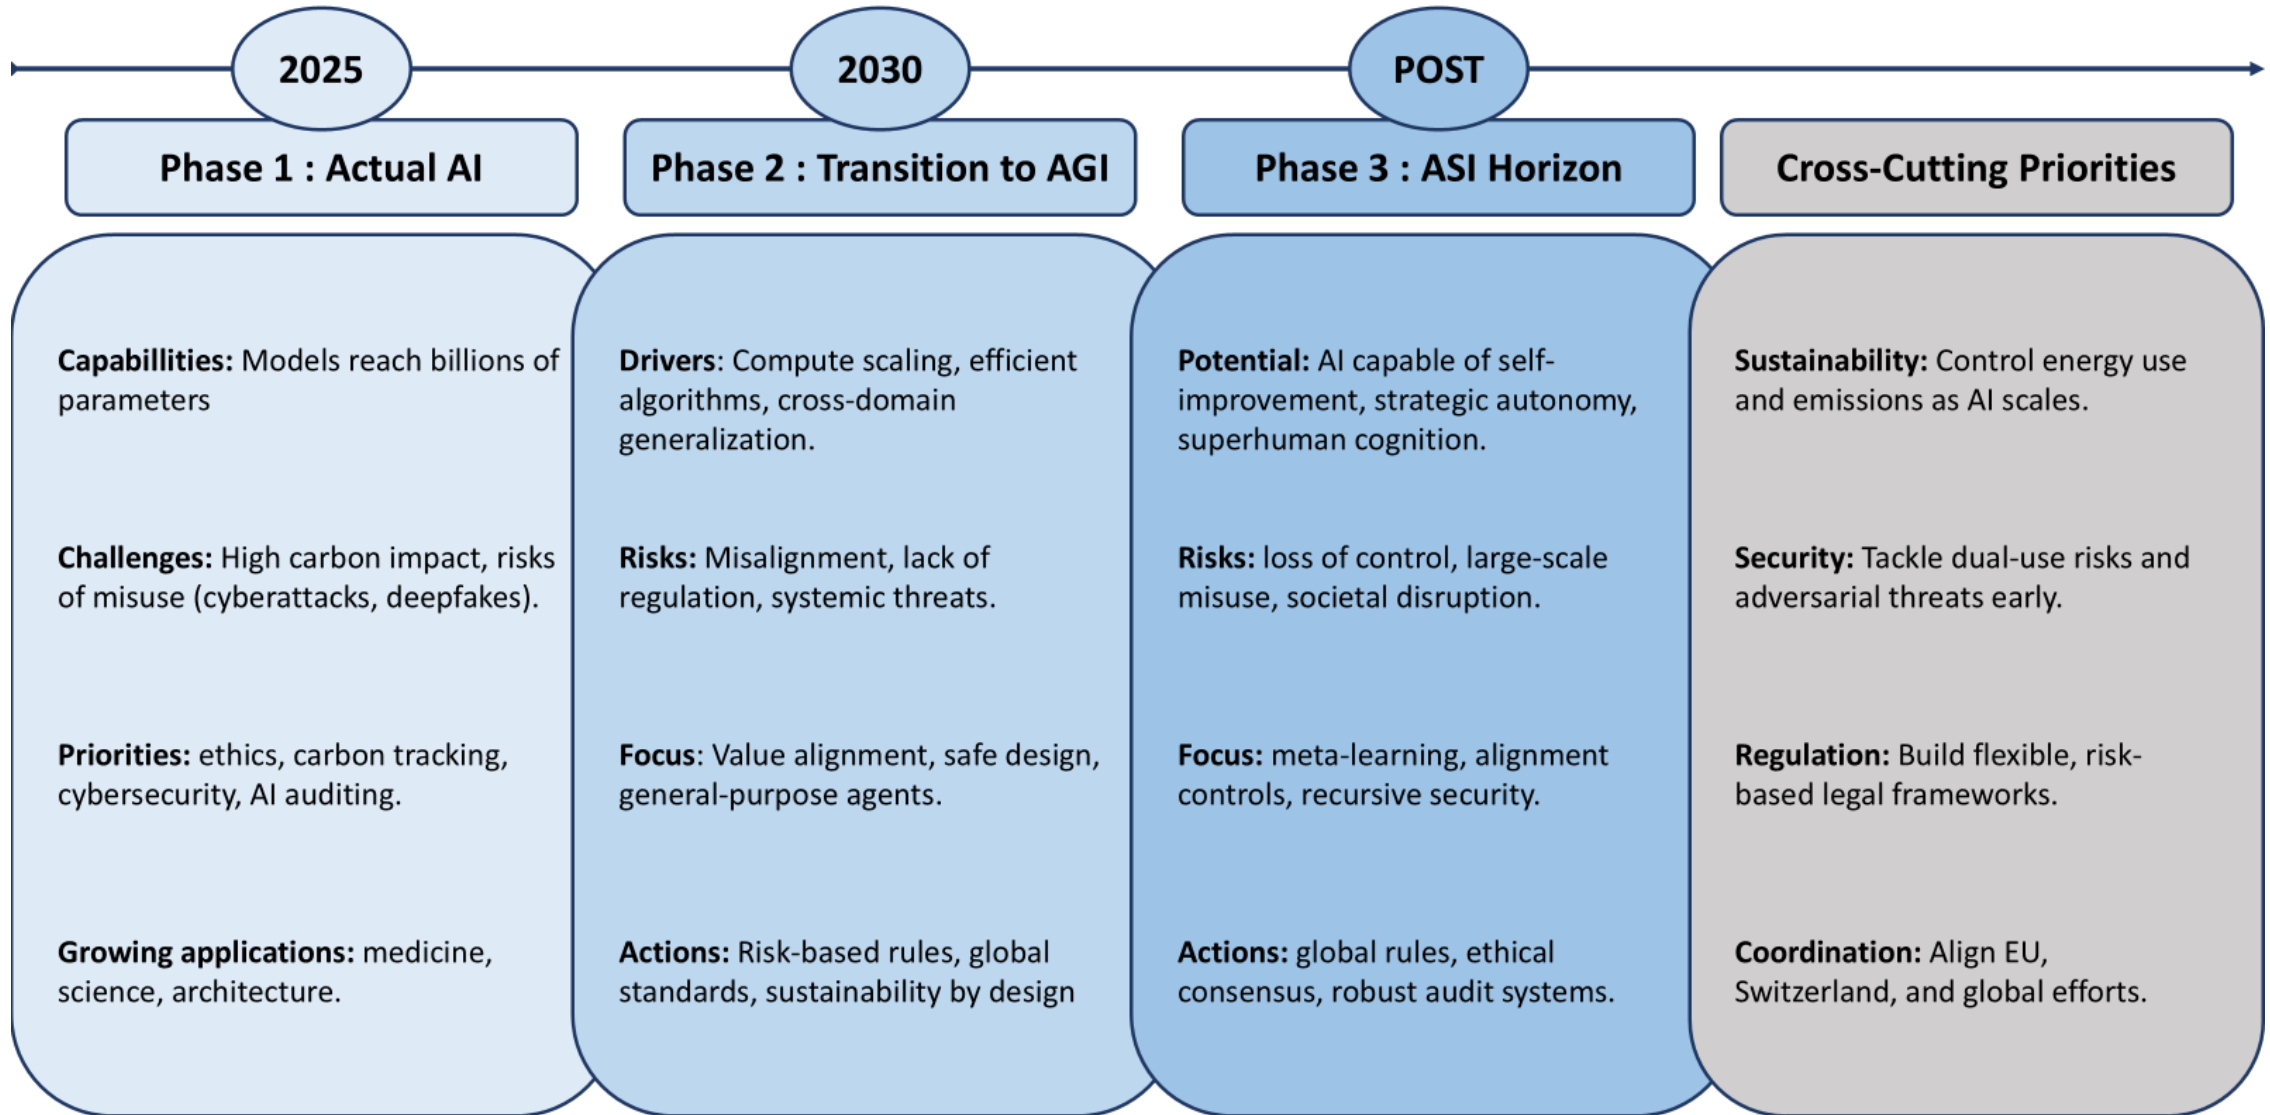 2025
2030
POST
Phase 1 : Actual AI
Phase 2 : Transition to AGI
Phase 3 : ASI Horizon
Cross-Cutting Priorities
Capabillities: Models reach billions of
parameters
Challenges: High carbon impact, risks
of misuse (cyberattacks, deepfakes).
Priorities: ethics, carbon tracking,
cybersecurity, AI auditing.
Growing applications: medicine,
science, architecture.
Drivers: Compute scaling, efficient
algorithms, cross-domain
generalization.
Risks: Misalignment, lack of
regulation, systemic threats.
Focus: Value alignment, safe design,
general-purpose agents.
Actions: Risk-based rules, global
standards, sustainability by design
Potential: AI capable of self-
improvement, strategic autonomy,
superhuman cognition.
Risks: loss of control, large-scale
misuse, societal disruption.
Focus: meta-learning, alignment
controls, recursive security.
Actions: global rules, ethical
consensus, robust audit systems.
Sustainability: Control energy use
and emissions as AI scales.
Security: Tackle dual-use risks and
adversarial threats early.
Regulation: Build flexible, risk-
based legal frameworks.
Coordination: Align EU,
Switzerland, and global efforts.